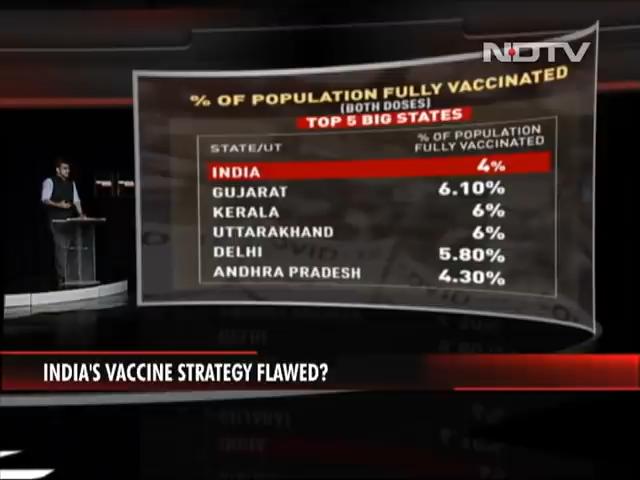 NDTV
% OF POPULATION FULLY VACCINATED
(BOTH DOSES)
TOP 5 BIG STATES
STATE/UT % OF POPULATION FULLY VACCINATED
INDIA 4%
GUJARAT 6.10%
KERALA 6%
UTTARAKHAND 6%
DELHI 5.80%
ANDHRA PRADESH 4.30%
INDIA'S VACCINE STRATEGY FLAWED?